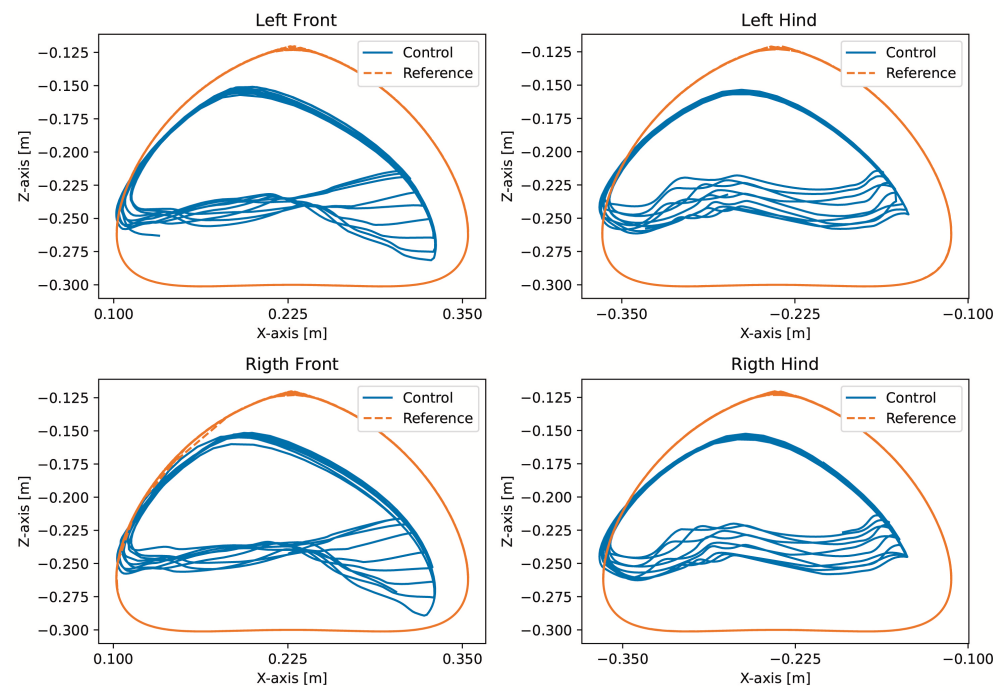 Left Front
Left Hind
−0.125
−0.150
−0.175
−0.200
−0.225
−0.250
−0.275
−0.300
Z-axis [m]
Control
Reference
0.100
0.225
0.350
X-axis [m]
−0.125
−0.150
−0.175
−0.200
−0.225
−0.250
−0.275
−0.300
Z-axis [m]
Control
Reference
−0.350
−0.225
−0.100
X-axis [m]
Rigth Front
Rigth Hind
−0.125
−0.150
−0.175
−0.200
−0.225
−0.250
−0.275
−0.300
Z-axis [m]
Control
Reference
0.100
0.225
0.350
X-axis [m]
−0.125
−0.150
−0.175
−0.200
−0.225
−0.250
−0.275
−0.300
Z-axis [m]
Control
Reference
−0.350
−0.225
−0.100
X-axis [m]